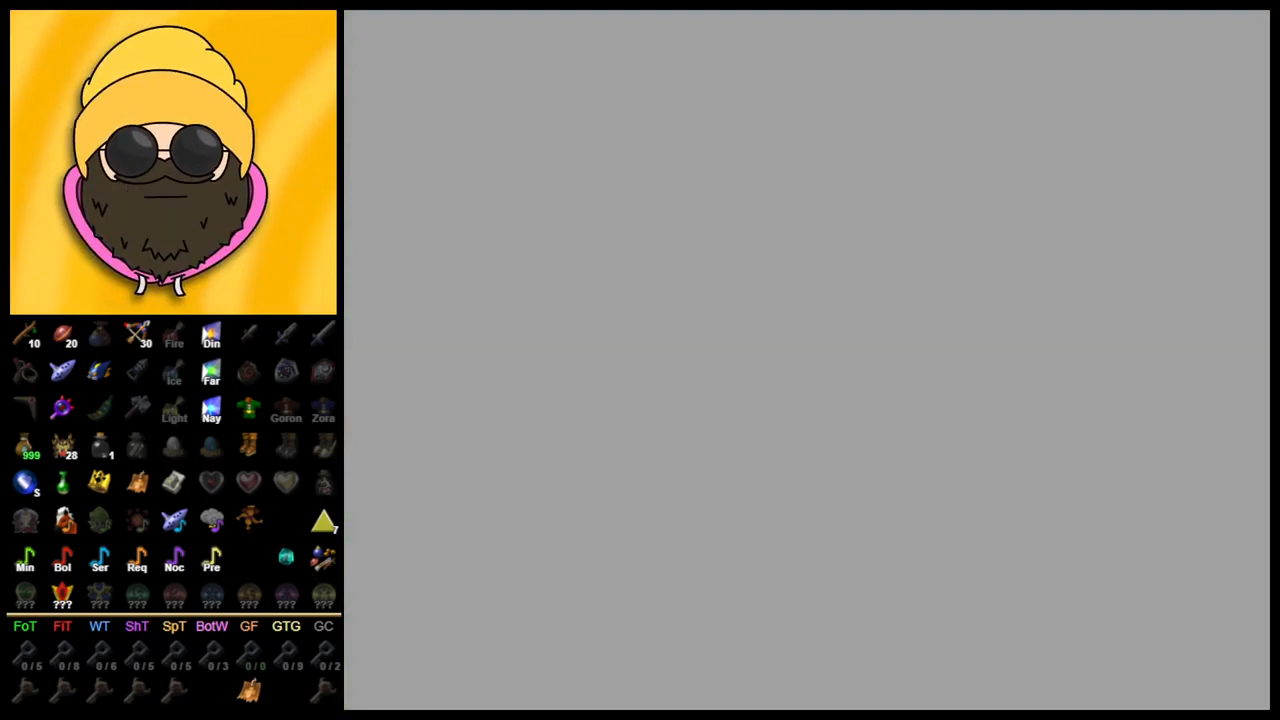 10 20 30 Fire Din
Ice Far
Light Nay Goron Zora
999 28 1
S
7
Min Bol Ser Req Noc Pre
??? ??? ??? ??? ??? ??? ??? ??? ???
FoT FIT WT ShT SpT BotW GF GTG GC
0/5 0/8 0/6 0/5 0/5 0/3 0/0 0/9 0/2